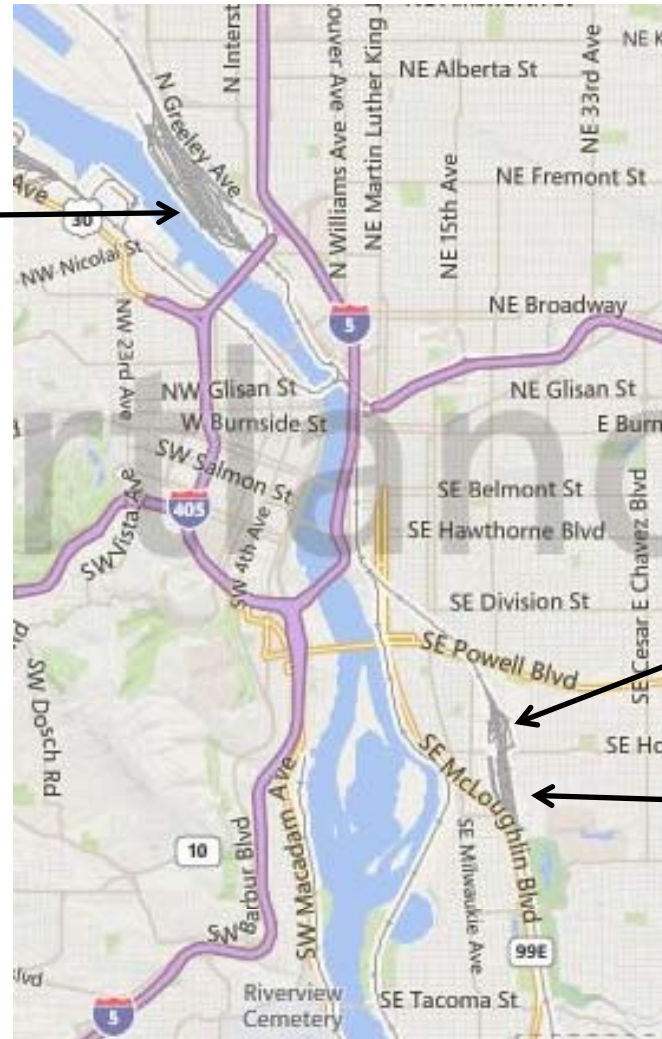 NE Alberta St
NE 33rd Ave
NE K
N Interst
N Williams Ave
ouver Ave
NE Martin Luther King J
NE 15th Ave
N Greeley Ave
NE Fremont St
Ave
30
NW Nicolai St
NE Broadway
5
NW 23rd Ave
NW Glisan St
NE Glisan St
W Burnside St
E Burn
rtland
SW Salmon St
SE Belmont St
405
SW Vista Ave
SW 4th Ave
SE Hawthorne Blvd
SE Cesar E Chavez Blvd
SE Division St
SE Powell Blvd
SW Dosch Rd
SE Ho
SE McLoughlin Blvd
SW Macadam Ave
10
SW Barbur Blvd
SE Milwaukie Ave
99E
lvd
Riverview
Cemetery
SE Tacoma St
5